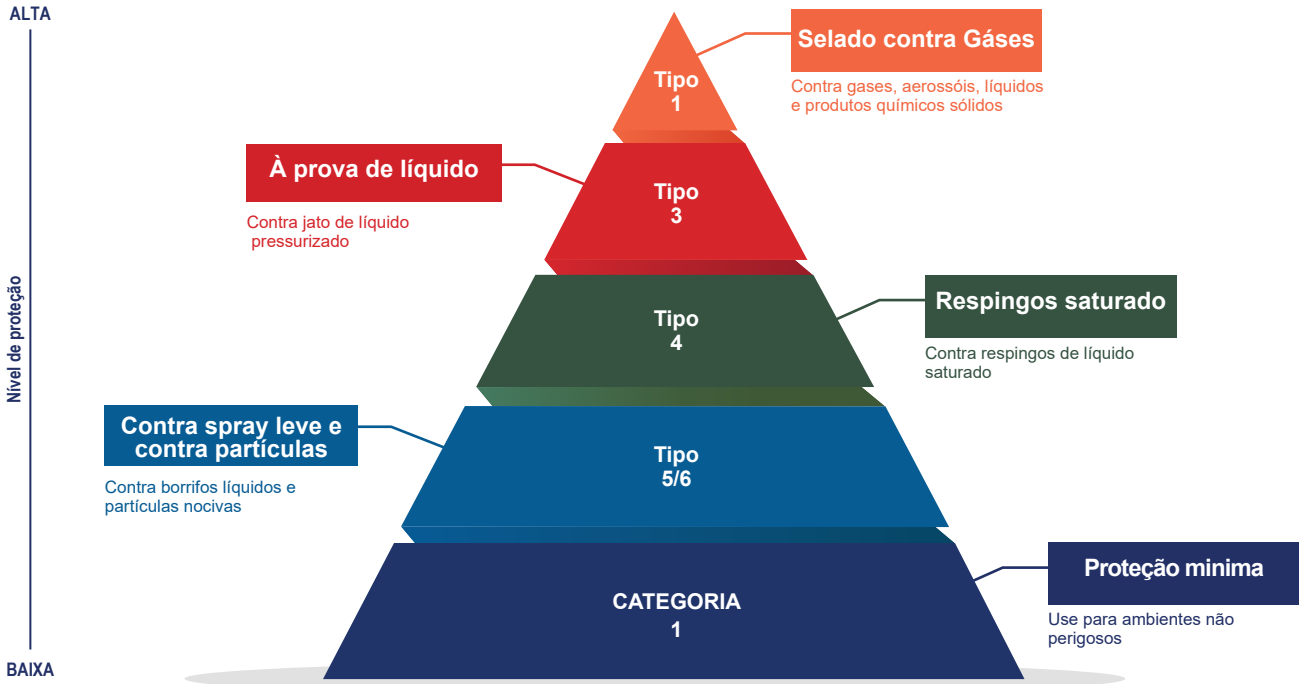 ALTA
Selado contra Gáses
Contra gases, aerossóis, líquidos
e produtos químicos sólidos
Tipo
1
À prova de líquido
Contra jato de líquido
pressurizado
Tipo
3
Respingos saturado
Contra respingos de líquido
saturado
Tipo
4
Nível de proteção
Contra spray leve e
contra partículas
Contra borrifos líquidos e
partículas nocivas
Tipo
5/6
Proteção minima
Use para ambientes não
perigosos
CATEGORIA
1
BAIXA